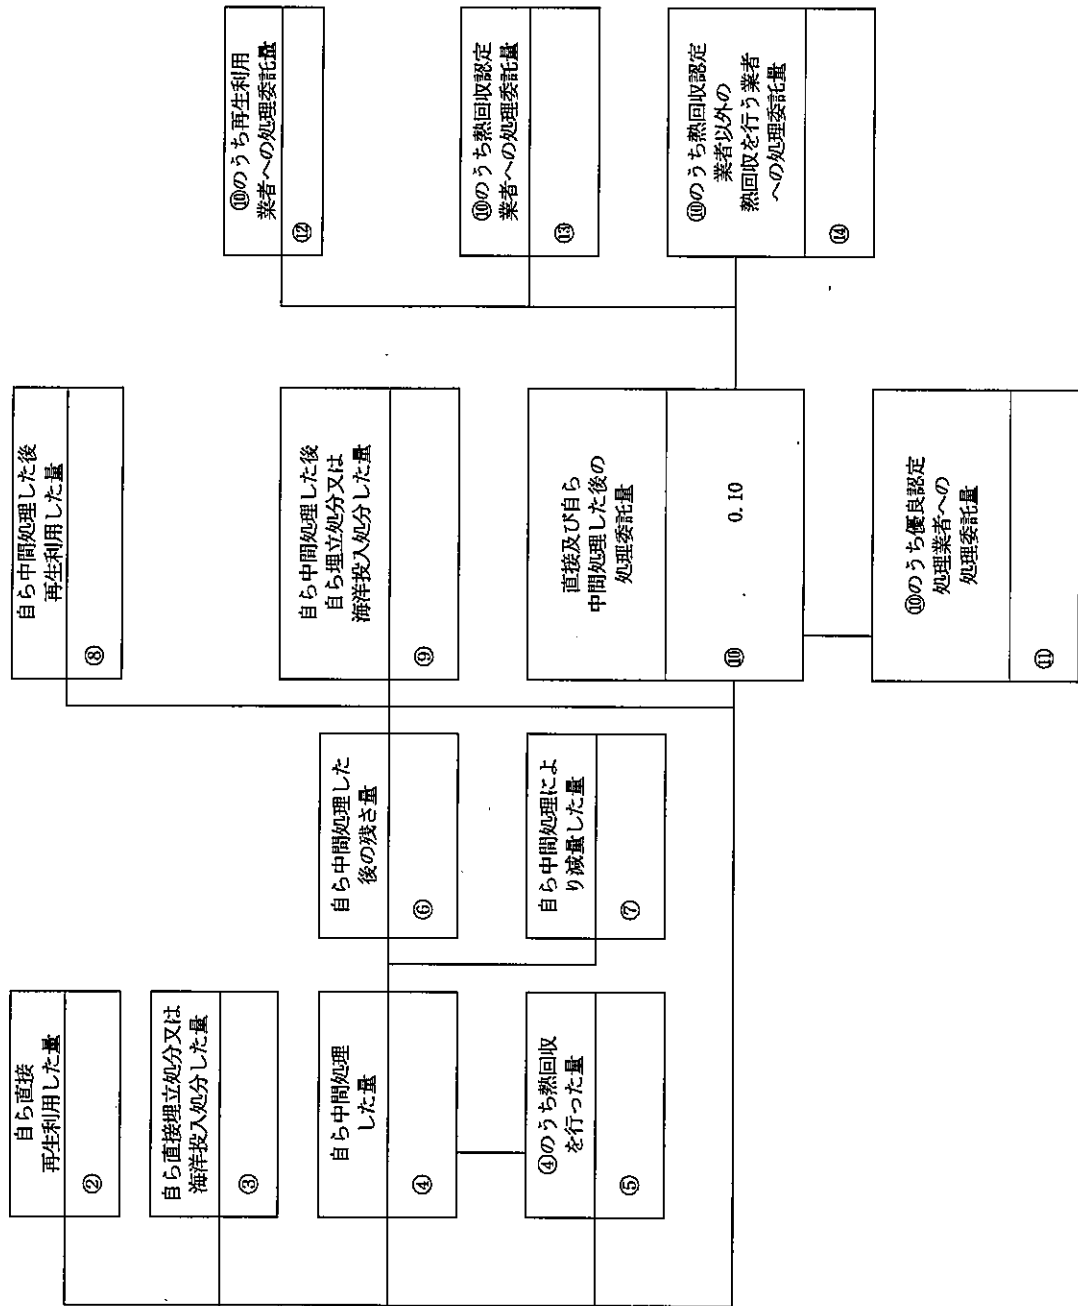 自ら直接
再生利用した量
②
自ら直接埋立処分又は
海洋投入処分した量
③
自ら中間処理
した量
④
④のうち熱回収
を行った量
⑤
自ら中間処理した
後の残さ量
⑥
自ら中間処理によ
り減量した量
⑦
自ら中間処理した後
再生利用した量
⑧
自ら中間処理した後
自ら埋立処分又は
海洋投入処分した量
⑨
直接及び自ら
中間処理した後の
処理委託量
⑩
0.10
⑩のうち優良認定
処理業者への
処理委託量
⑪
⑩のうち再生利用
業者への処理委託量
⑫
⑩のうち熱回収認定
業者への処理委託量
⑬
⑩のうち熱回収認定
業者以外の
熱回収を行う業者
への処理委託量
⑭